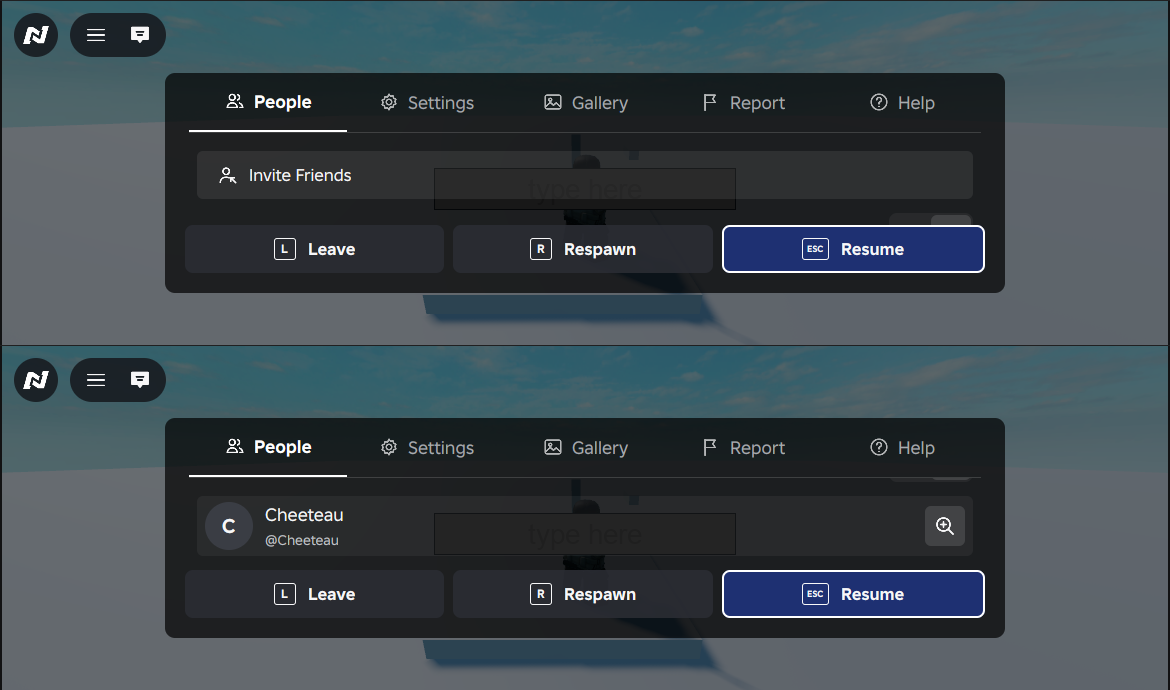 People Settings Gallery Report Help
Invite Friends
type here
L Leave R Respawn ESC Resume
People Settings Gallery Report Help
C Cheeteau
@Cheeteau
type here
L Leave R Respawn ESC Resume